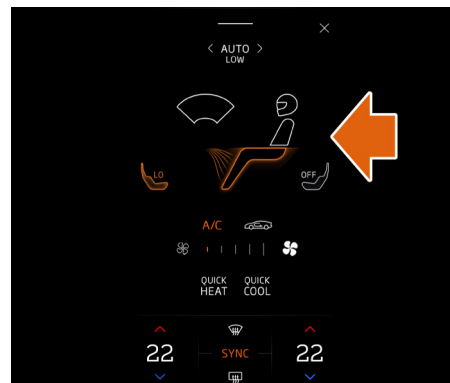 < AUTO >
LOW
LO
OFF
A/C
QUICK HEAT
QUICK COOL
22
SYNC
22